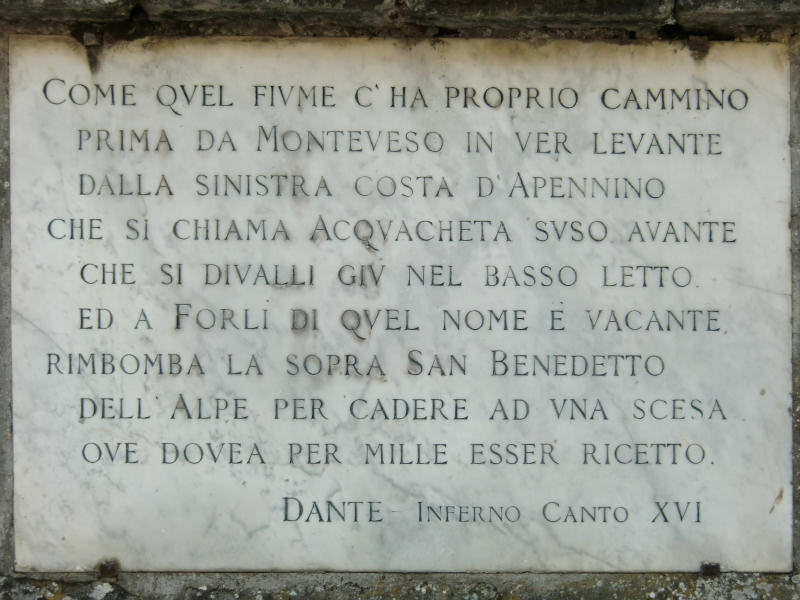 COME QVEL FIVME C'HA PROPRIO CAMMINO
PRIMA DA MONTEVESO IN VER LEVANTE
DALLA SINISTRA COSTA D'APENNINO
CHE SI CHIAMA ACQVACHETA SVSO AVANTE
CHE SI DIVALLI GIV NEL BASSO LETTO.
ED A FORLI DI QVEL NOME È VACANTE,
RIMBOMBA LA SOPRA SAN BENEDETTO
DELL'ALPE PER CADERE AD VNA SCESA
OVE DOVEA PER MILLE ESSER RICETTO.
DANTE - INFERNO CANTO XVI